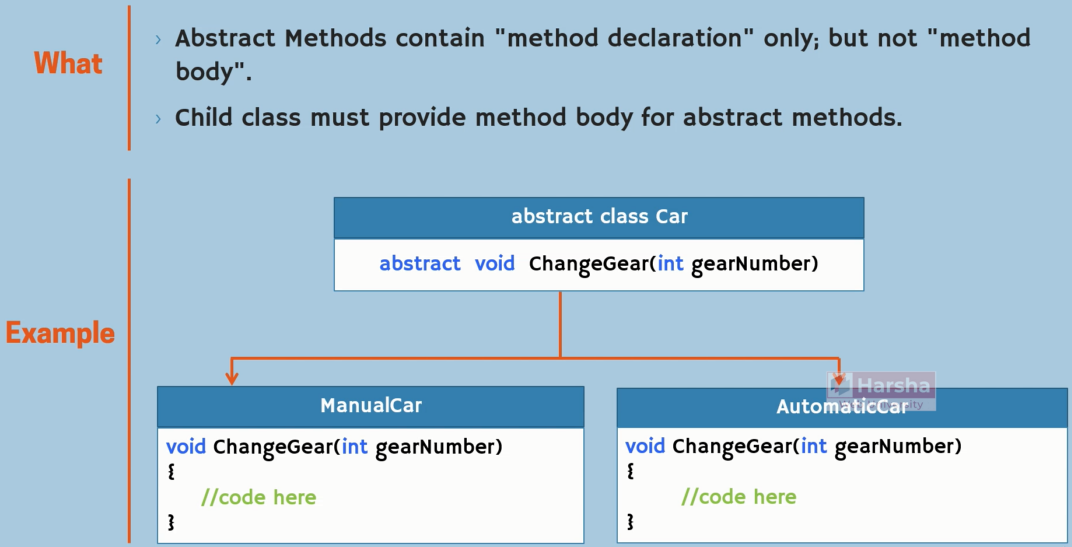 What
› Abstract Methods contain "method declaration" only; but not "method
body".
› Child class must provide method body for abstract methods.
Example
abstract class Car
abstract void ChangeGear(int gearNumber)
ManualCar
void ChangeGear(int gearNumber)
{
//code here
}
Harsha
AutomaticCar
void ChangeGear(int gearNumber)
{
//code here
}